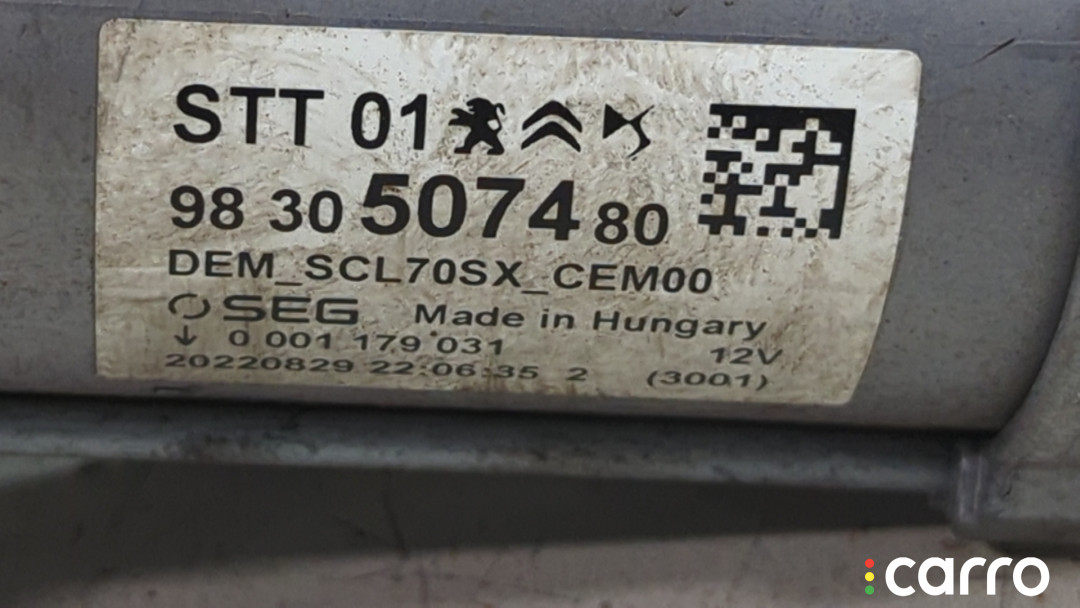 STT 01
98 30 5074 80
DEM_SCL70SX_CEM00
SEG Made in Hungary
↓ 0 001 179 031 12V
20220829 22:06:35 2 (3001)
carro